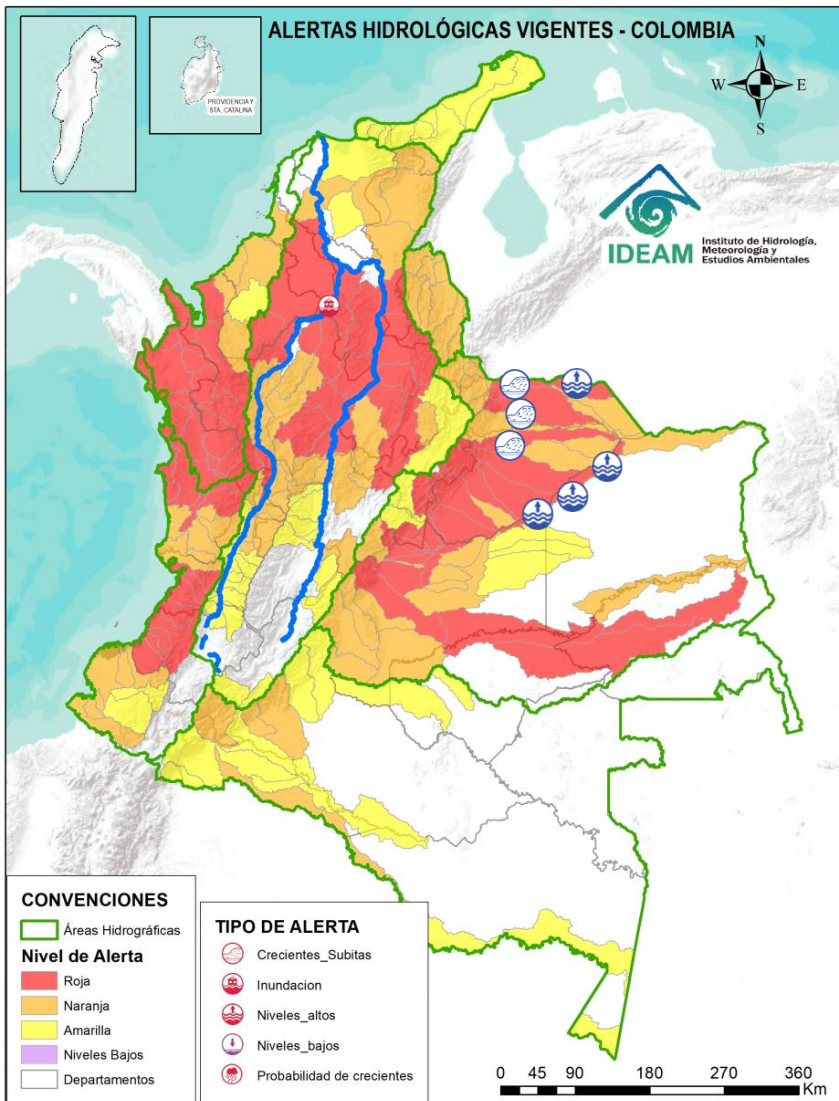 ALERTAS HIDROLÓGICAS VIGENTES - COLOMBIA
PROVIDENCIA Y
STA. CATALINA
N
W
E
S
IDEAM
Instituto de Hidrología,
Meteorología y
Estudios Ambientales
CONVENCIONES
Áreas Hidrográficas
Nivel de Alerta
Roja
Naranja
Amarilla
Niveles Bajos
Departamentos
TIPO DE ALERTA
Crecientes_Subitas
Inundacion
Niveles_altos
Niveles_bajos
Probabilidad de crecientes
0 45 90 180 270 360
Km